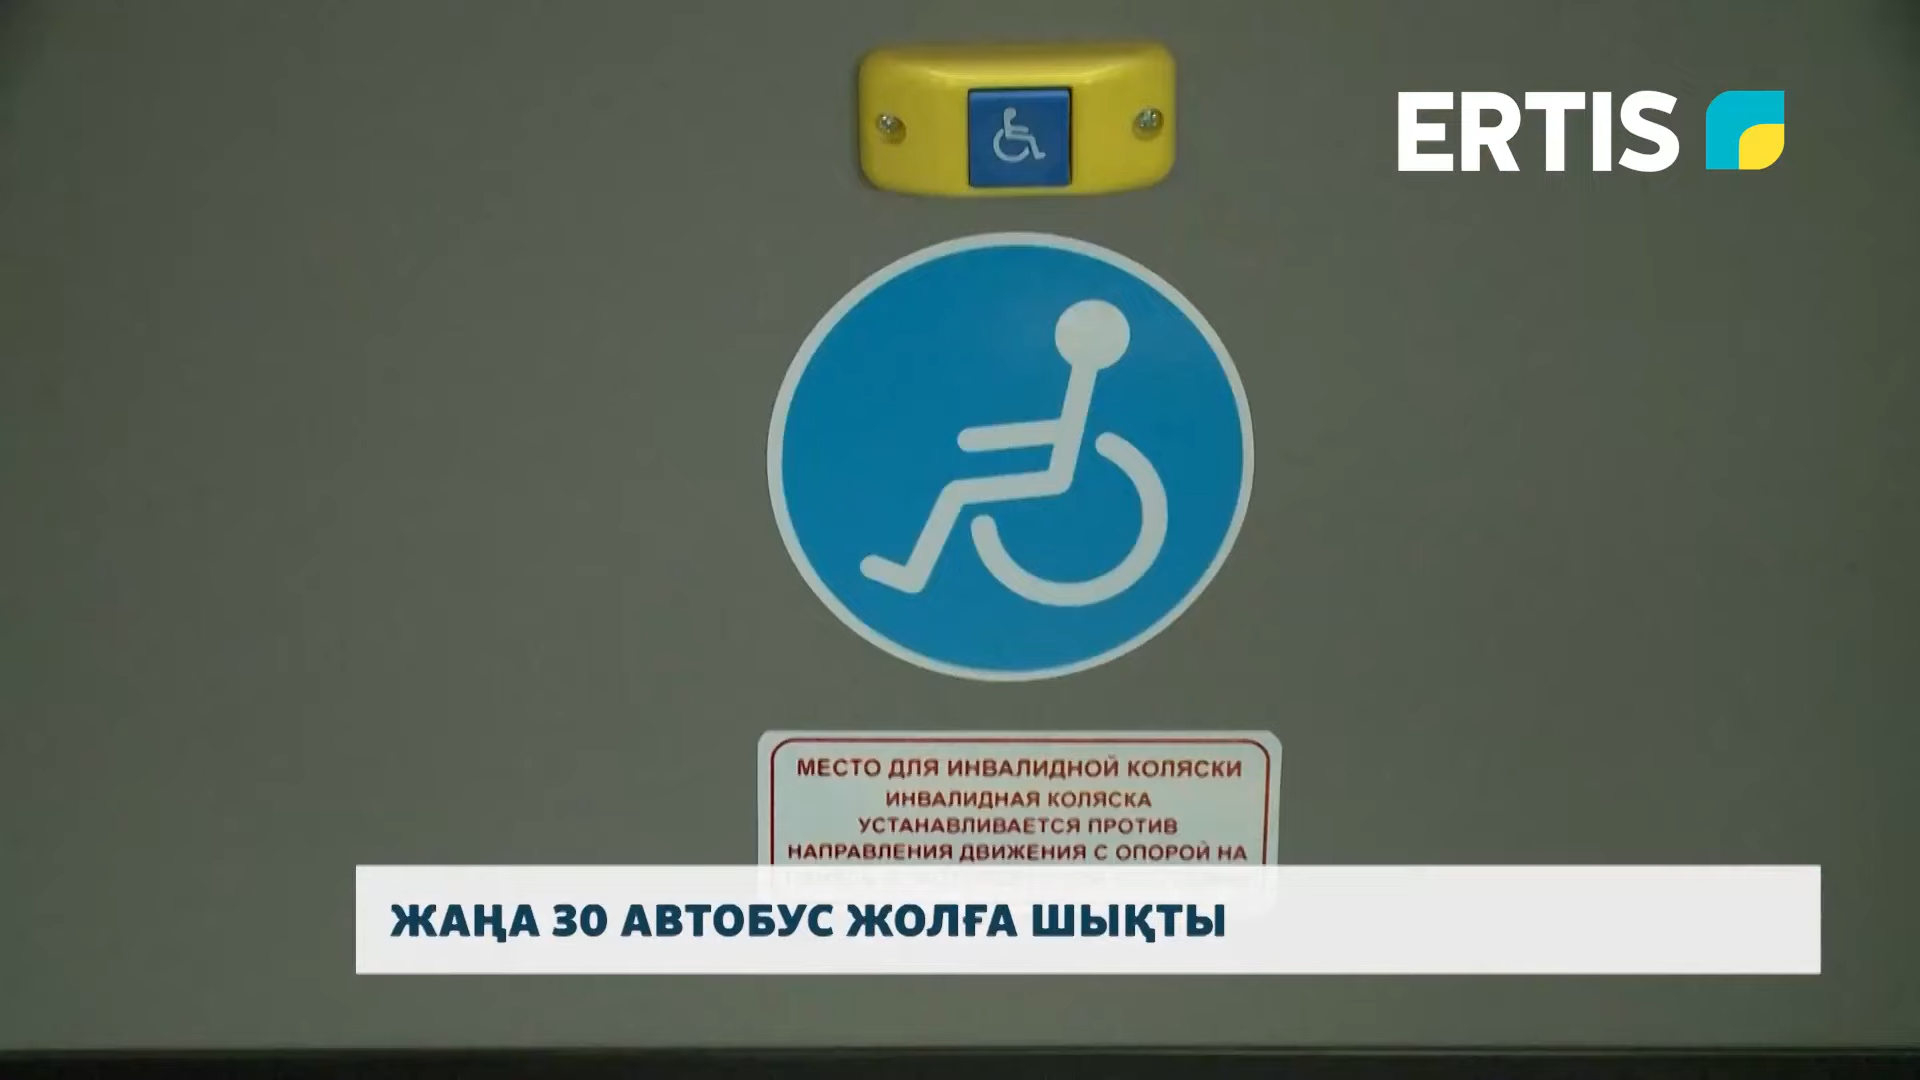 ERTIS
МЕСТО ДЛЯ ИНВАЛИДНОЙ КОЛЯСКИ
ИНВАЛИДНАЯ КОЛЯСКА
УСТАНАВЛИВАЕТСЯ ПРОТИВ
НАПРАВЛЕНИЯ ДВИЖЕНИЯ С ОПОРОЙ НА
ЖАҢА 30 АВТОБУС ЖОЛҒА ШЫҚТЫ